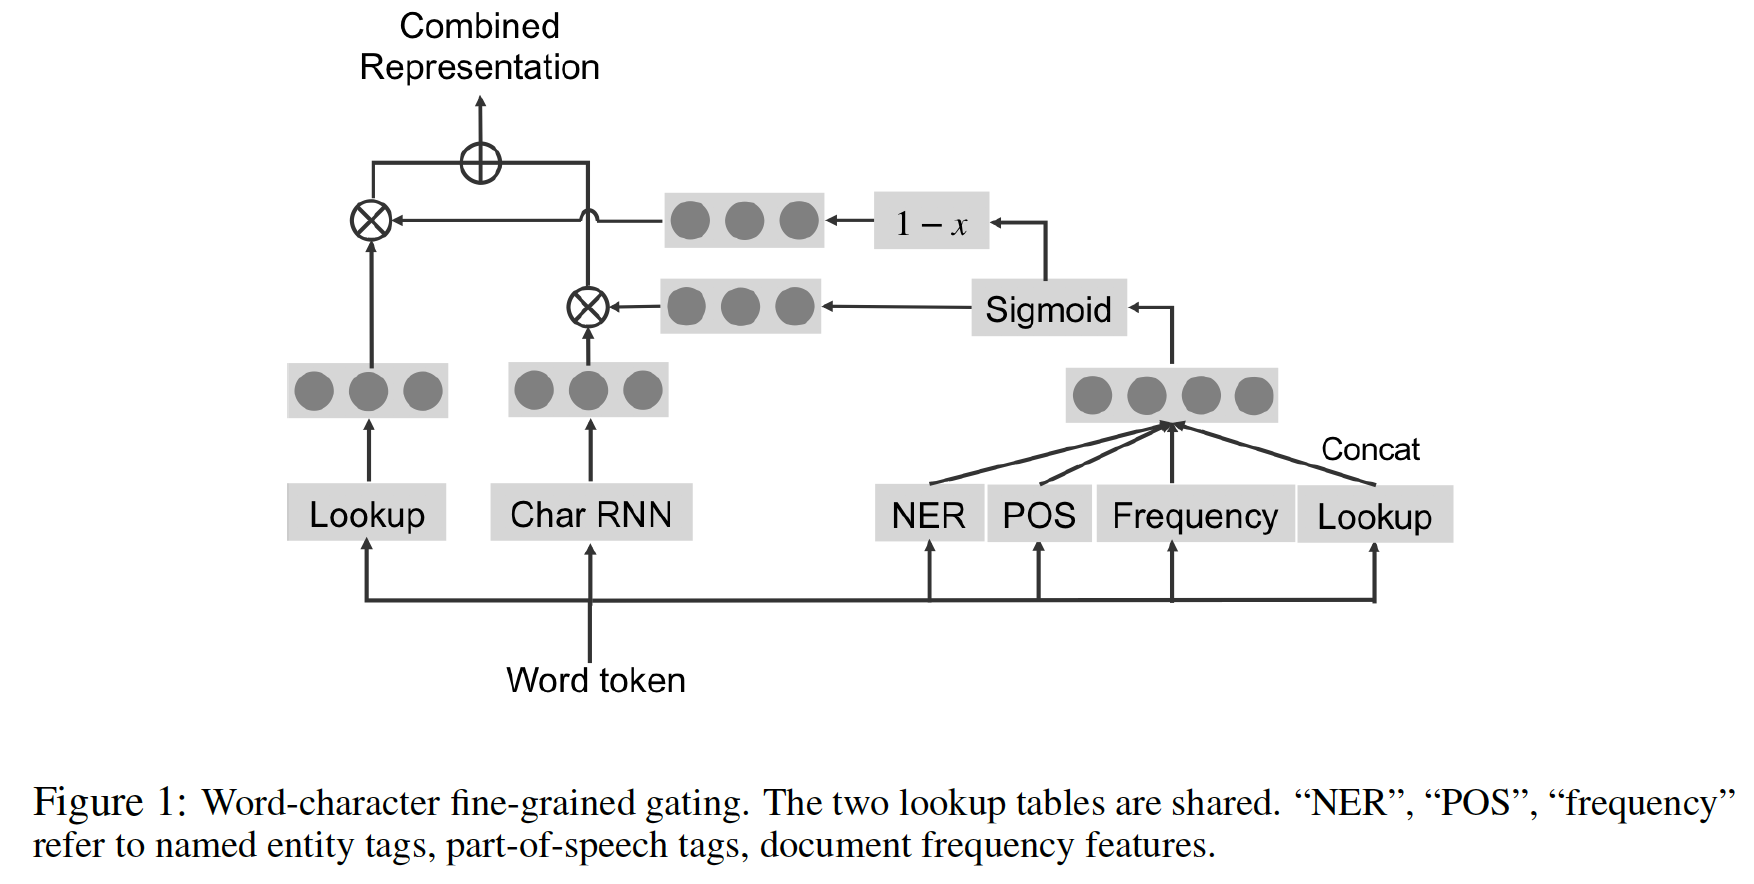 Combined
Representation
1 − x
Sigmoid
Concat
Lookup
Char RNN
NER
POS
Frequency
Lookup
Word token
Figure 1: Word-character fine-grained gating. The two lookup tables are shared. “NER”, “POS”, “frequency”
refer to named entity tags, part-of-speech tags, document frequency features.